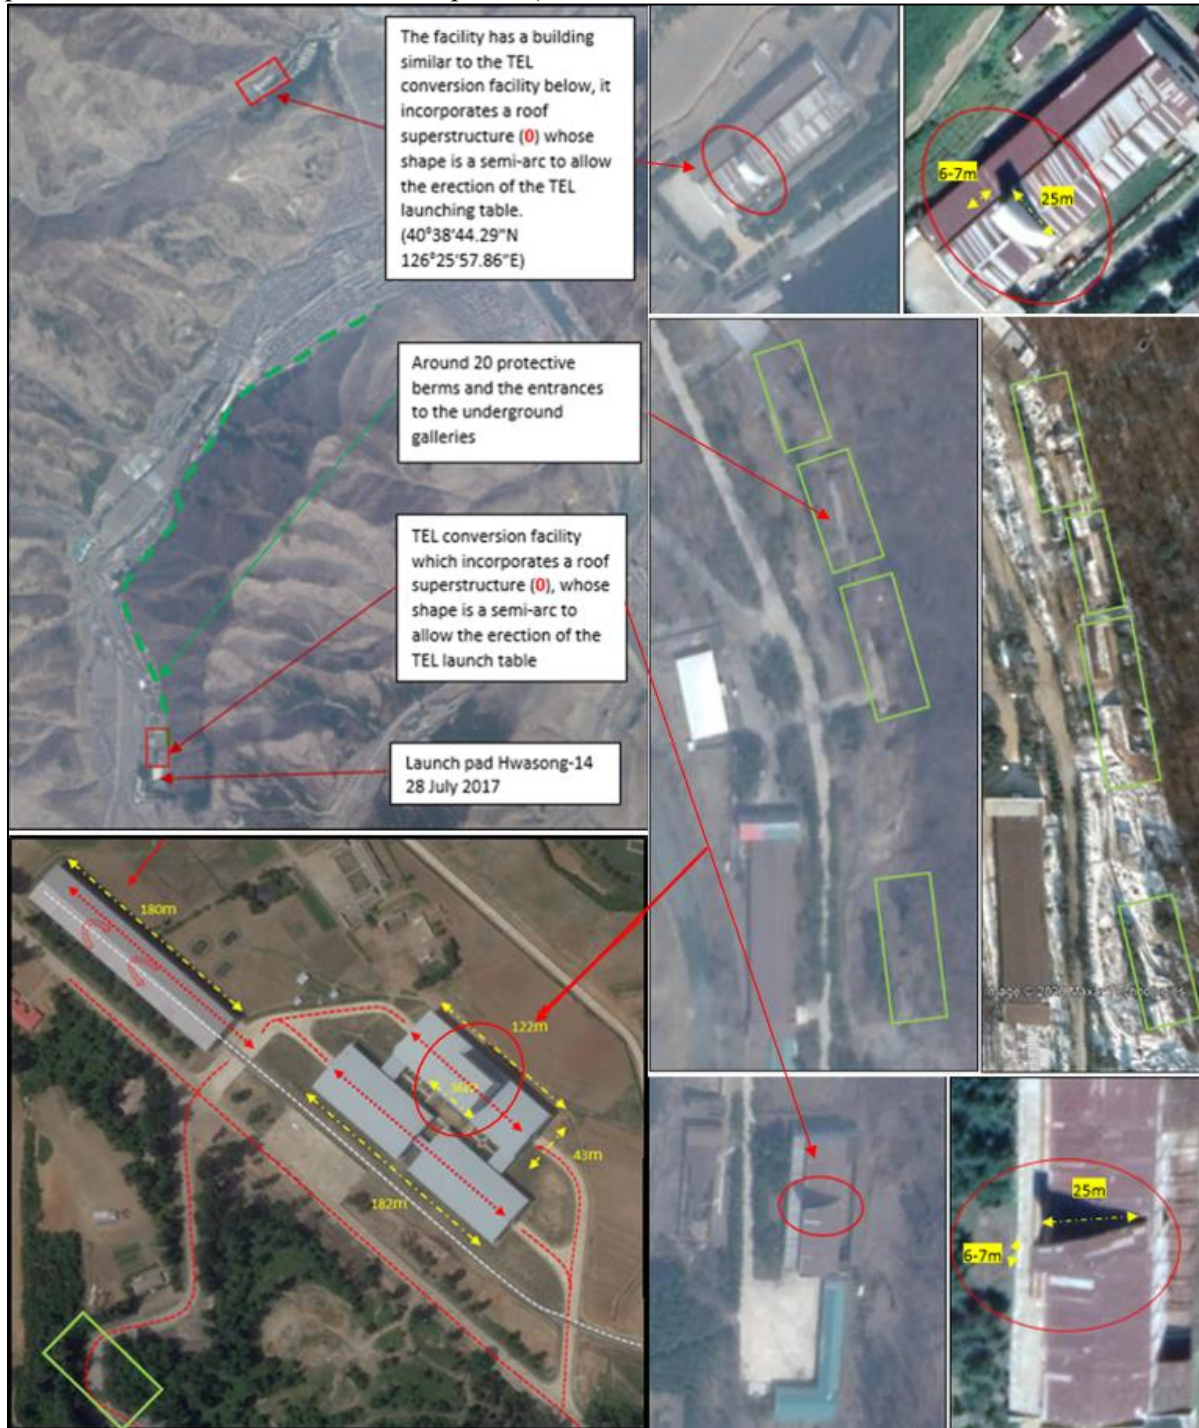 The facility has a building
similar to the TEL
conversion facility below, it
incorporates a roof
superstructure (0) whose
shape is a semi-arc to allow
the erection of the TEL
launching table.
(40°38'44.29"N
126°25'57.86"E)
6-7m
25m
Around 20 protective
berms and the entrances
to the underground
galleries
TEL conversion facility
which incorporates a roof
superstructure (0), whose
shape is a semi-arc to
allow the erection of the
TEL launch table
Launch pad Hwasong-14
28 July 2017
180m
122m
43m
182m
25m
6-7m